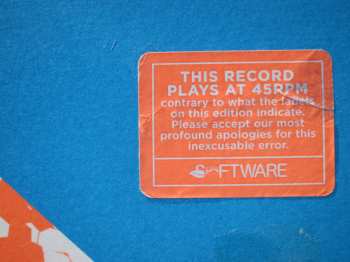 THIS RECORD
PLAYS AT 45RPM
contrary to what the labels
on this edition indicate.
Please accept our most
profound apologies for this
inexcusable error.
SOFTWARE